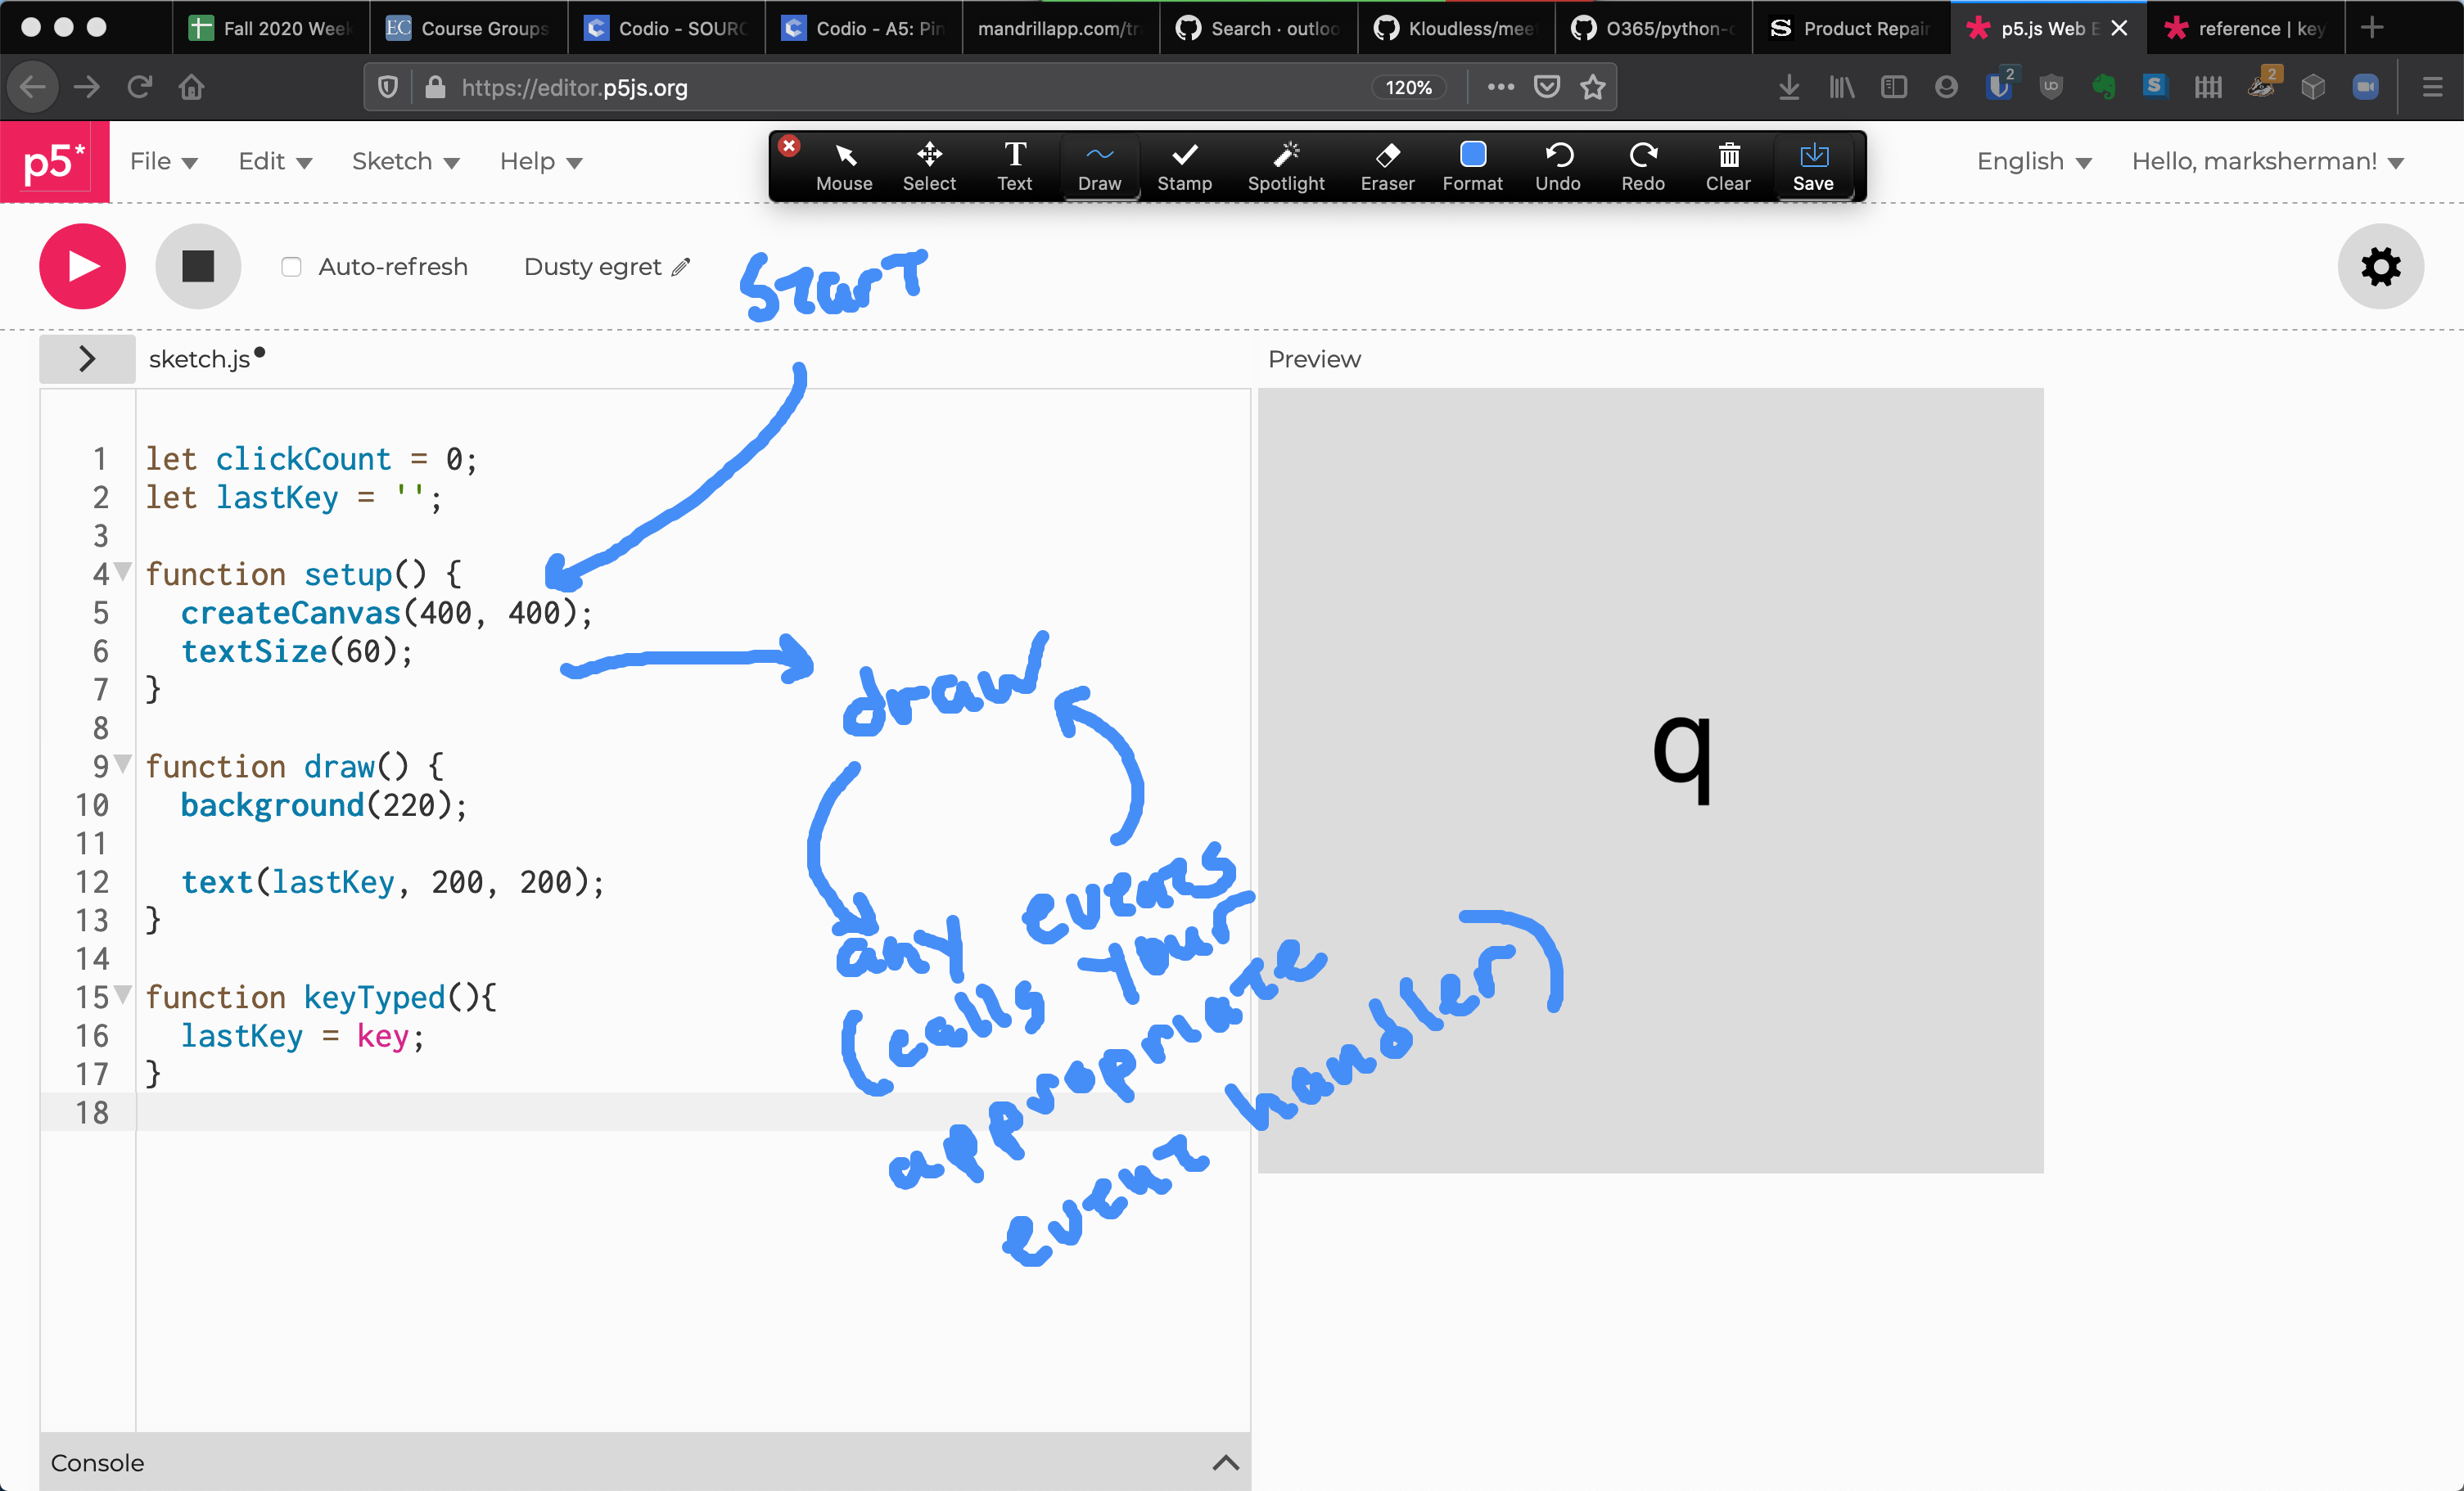 Fall 2020 Week
Course Groups
Codio - SOURC
Codio - A5: Pin
mandrillapp.com/tr
Search · outloo
Kloudless/mee
O365/python-o
Product Repair
p5.js Web E
reference | key
https://editor.p5js.org
120%
2
2
p5*
File
Edit
Sketch
Help
Mouse
Select
Text
Draw
Stamp
Spotlight
Eraser
Format
Undo
Redo
Clear
Save
English
Hello, marksherman!
Auto-refresh
Dusty egret
Start
sketch.js
Preview
1 let clickCount = 0;
2 let lastKey = '';
3
4 function setup() {
5 createCanvas(400, 400);
6 textSize(60);
7 }
8
9 function draw() {
10 background(220);
11
12 text(lastKey, 200, 200);
13 }
14
15 function keyTyped(){
16 lastKey = key;
17 }
18
draw
any events
(calls your
appropriate
event handler)
q
Console